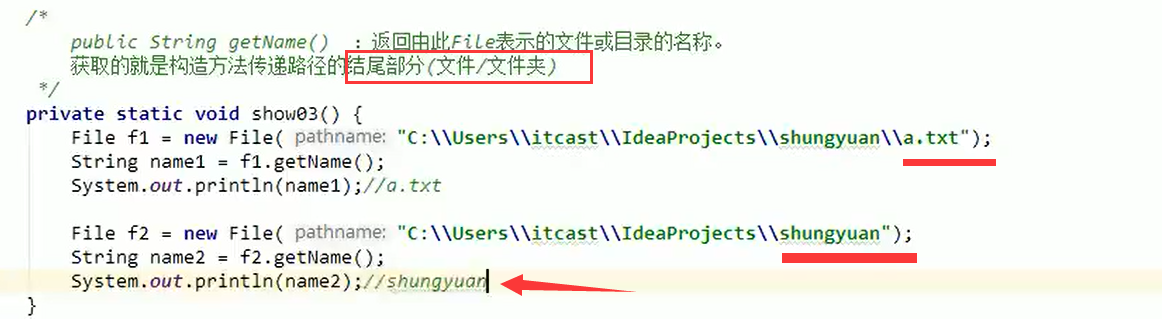 /*
public String getName()  ：返回由此File表示的文件或目录的名称。
获取的就是构造方法传递路径的结尾部分(文件/文件夹)
*/
private static void show03() {
File f1 = new File( pathname: "C:\\Users\\itcast\\IdeaProjects\\shungyuan\\a.txt");
String name1 = f1.getName();
System.out.println(name1);//a.txt
File f2 = new File( pathname: "C:\\Users\\itcast\\IdeaProjects\\shungyuan");
String name2 = f2.getName();
System.out.println(name2);//shungyuan
}